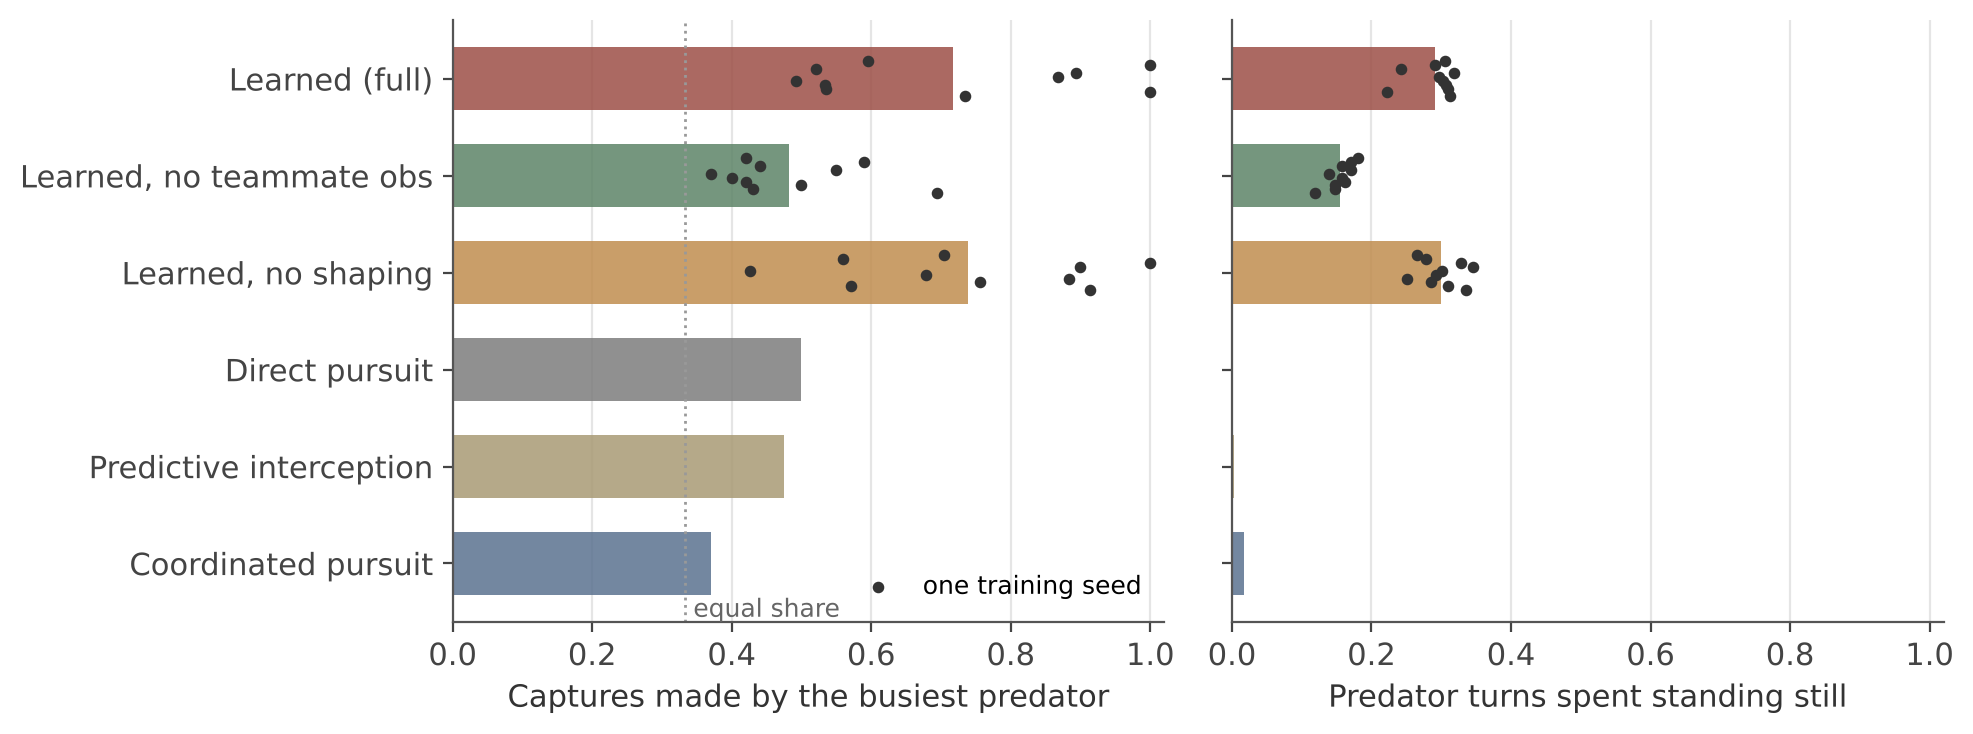 Learned (full)
Learned, no teammate obs
Learned, no shaping
Direct pursuit
Predictive interception
Coordinated pursuit
one training seed
equal share
0.0 0.2 0.4 0.6 0.8 1.0
Captures made by the busiest predator
0.0 0.2 0.4 0.6 0.8 1.0
Predator turns spent standing still